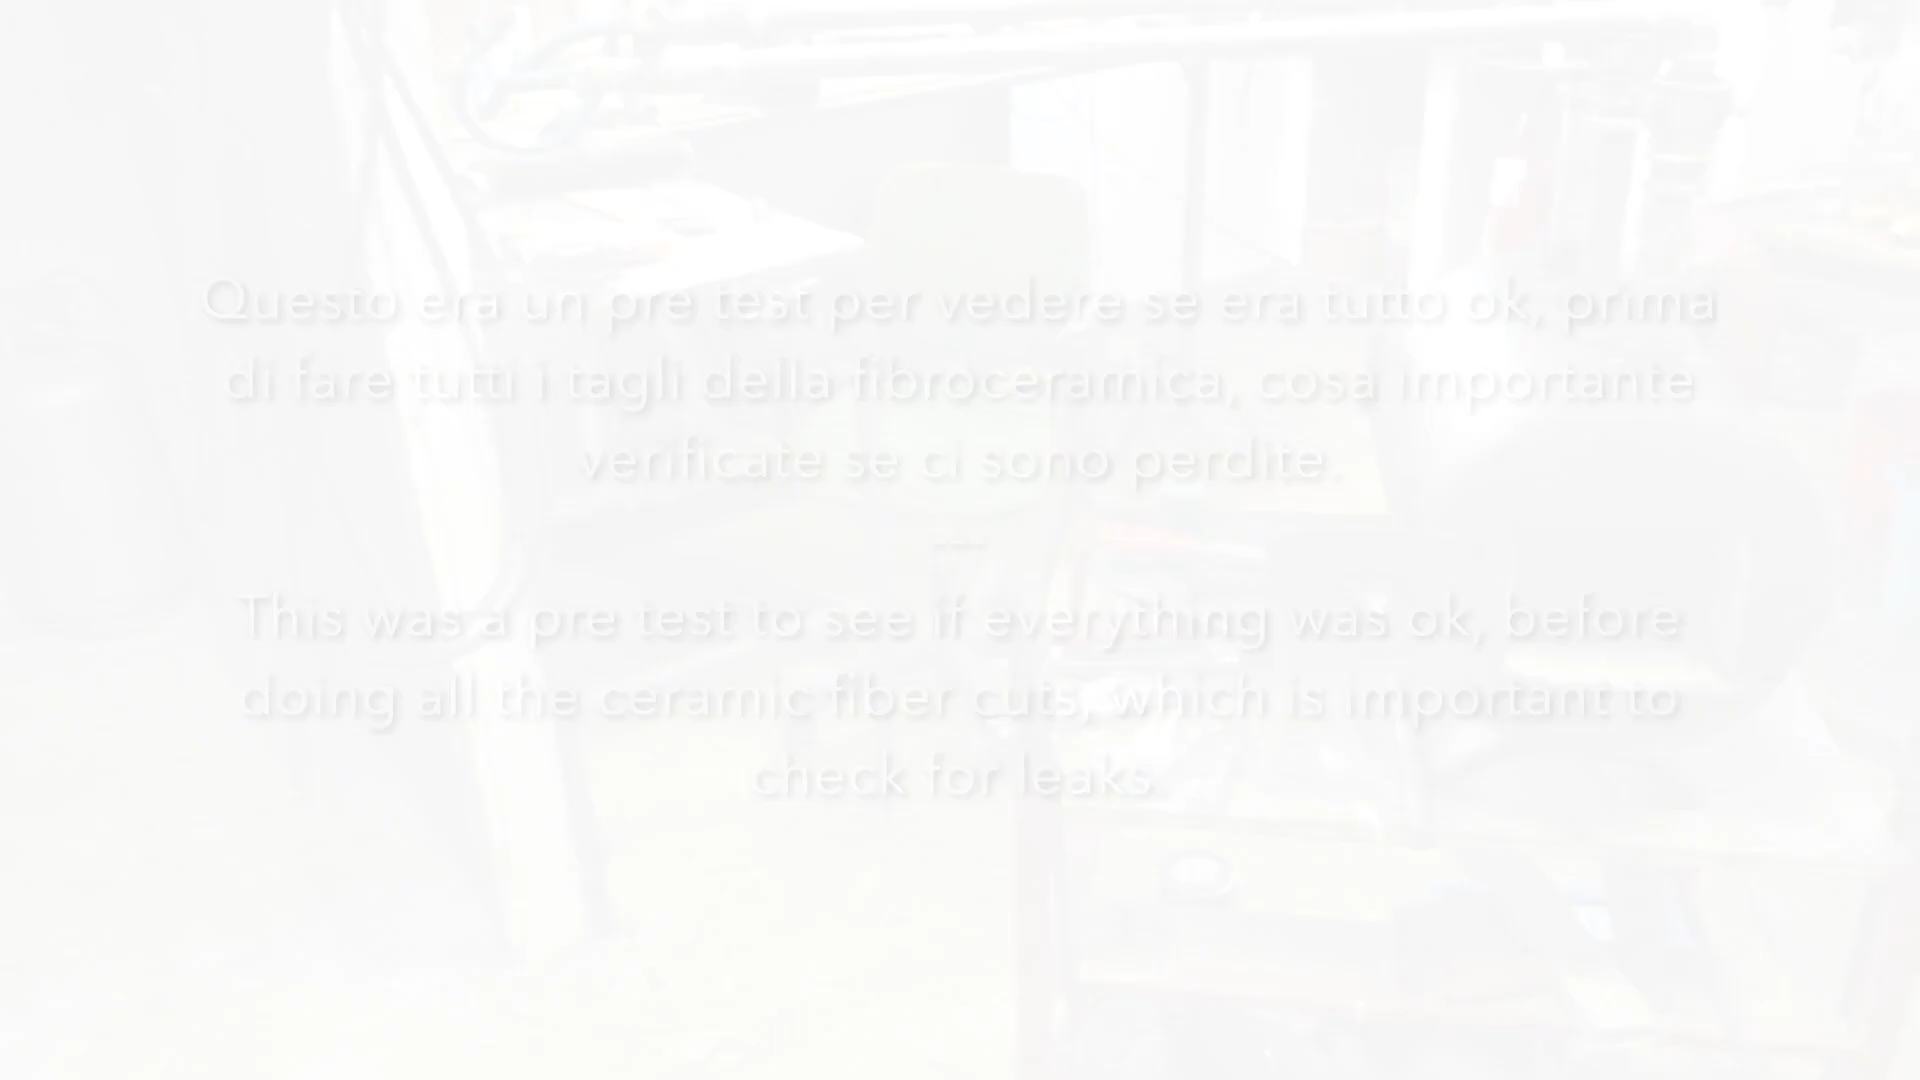 Questo era un pre test per vedere se era tutto ok, prima
di fare tutti i tagli della fibroceramica, cosa importante
verificate se ci sono perdite.
---
This was a pre test to see if everything was ok, before
doing all the ceramic fiber cuts, which is important to
check for leaks.